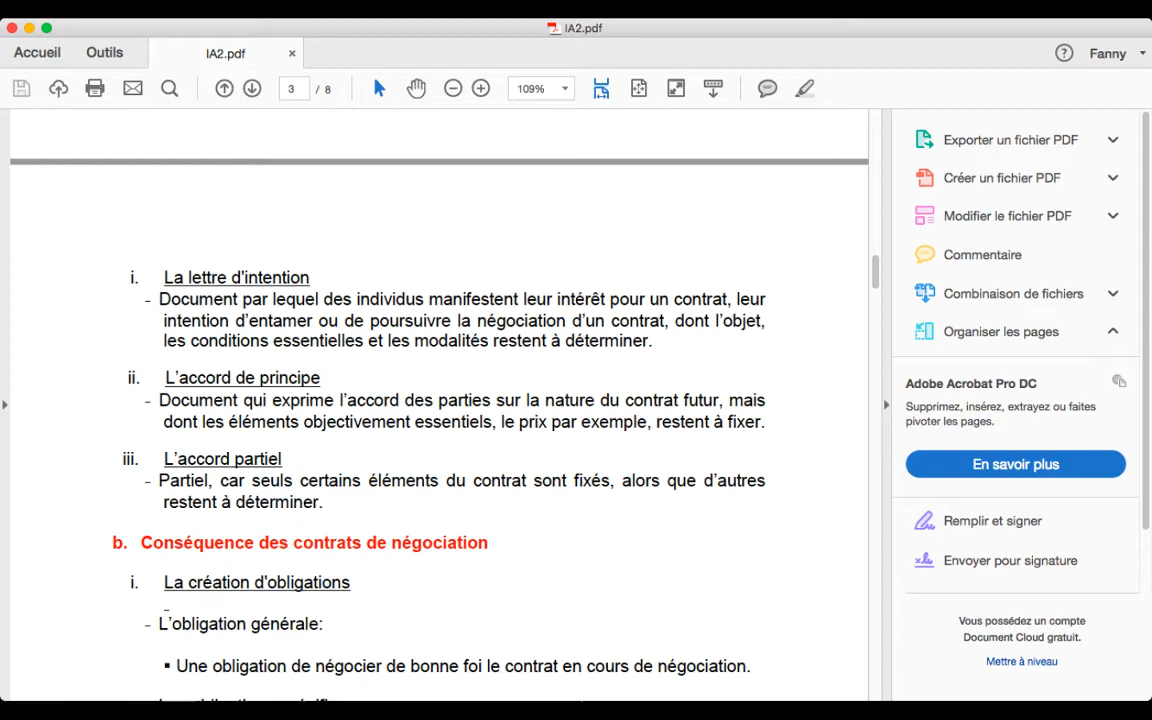 IA2.pdf
Accueil
Outils
IA2.pdf
×
?
Fanny
3
/ 8
109%
i. La lettre d'intention
- Document par lequel des individus manifestent leur intérêt pour un contrat, leur
intention d'entamer ou de poursuivre la négociation d'un contrat, dont l'objet,
les conditions essentielles et les modalités restent à déterminer.
ii. L'accord de principe
- Document qui exprime l'accord des parties sur la nature du contrat futur, mais
dont les éléments objectivement essentiels, le prix par exemple, restent à fixer.
iii. L'accord partiel
- Partiel, car seuls certains éléments du contrat sont fixés, alors que d'autres
restent à déterminer.
b. Conséquence des contrats de négociation
i. La création d'obligations
-
- L'obligation générale:
▪ Une obligation de négocier de bonne foi le contrat en cours de négociation.
Exporter un fichier PDF
Créer un fichier PDF
Modifier le fichier PDF
Commentaire
Combinaison de fichiers
Organiser les pages
Adobe Acrobat Pro DC
Supprimez, insérez, extrayez ou faites
pivoter les pages.
En savoir plus
Remplir et signer
Envoyer pour signature
Vous possédez un compte
Document Cloud gratuit.
Mettre à niveau